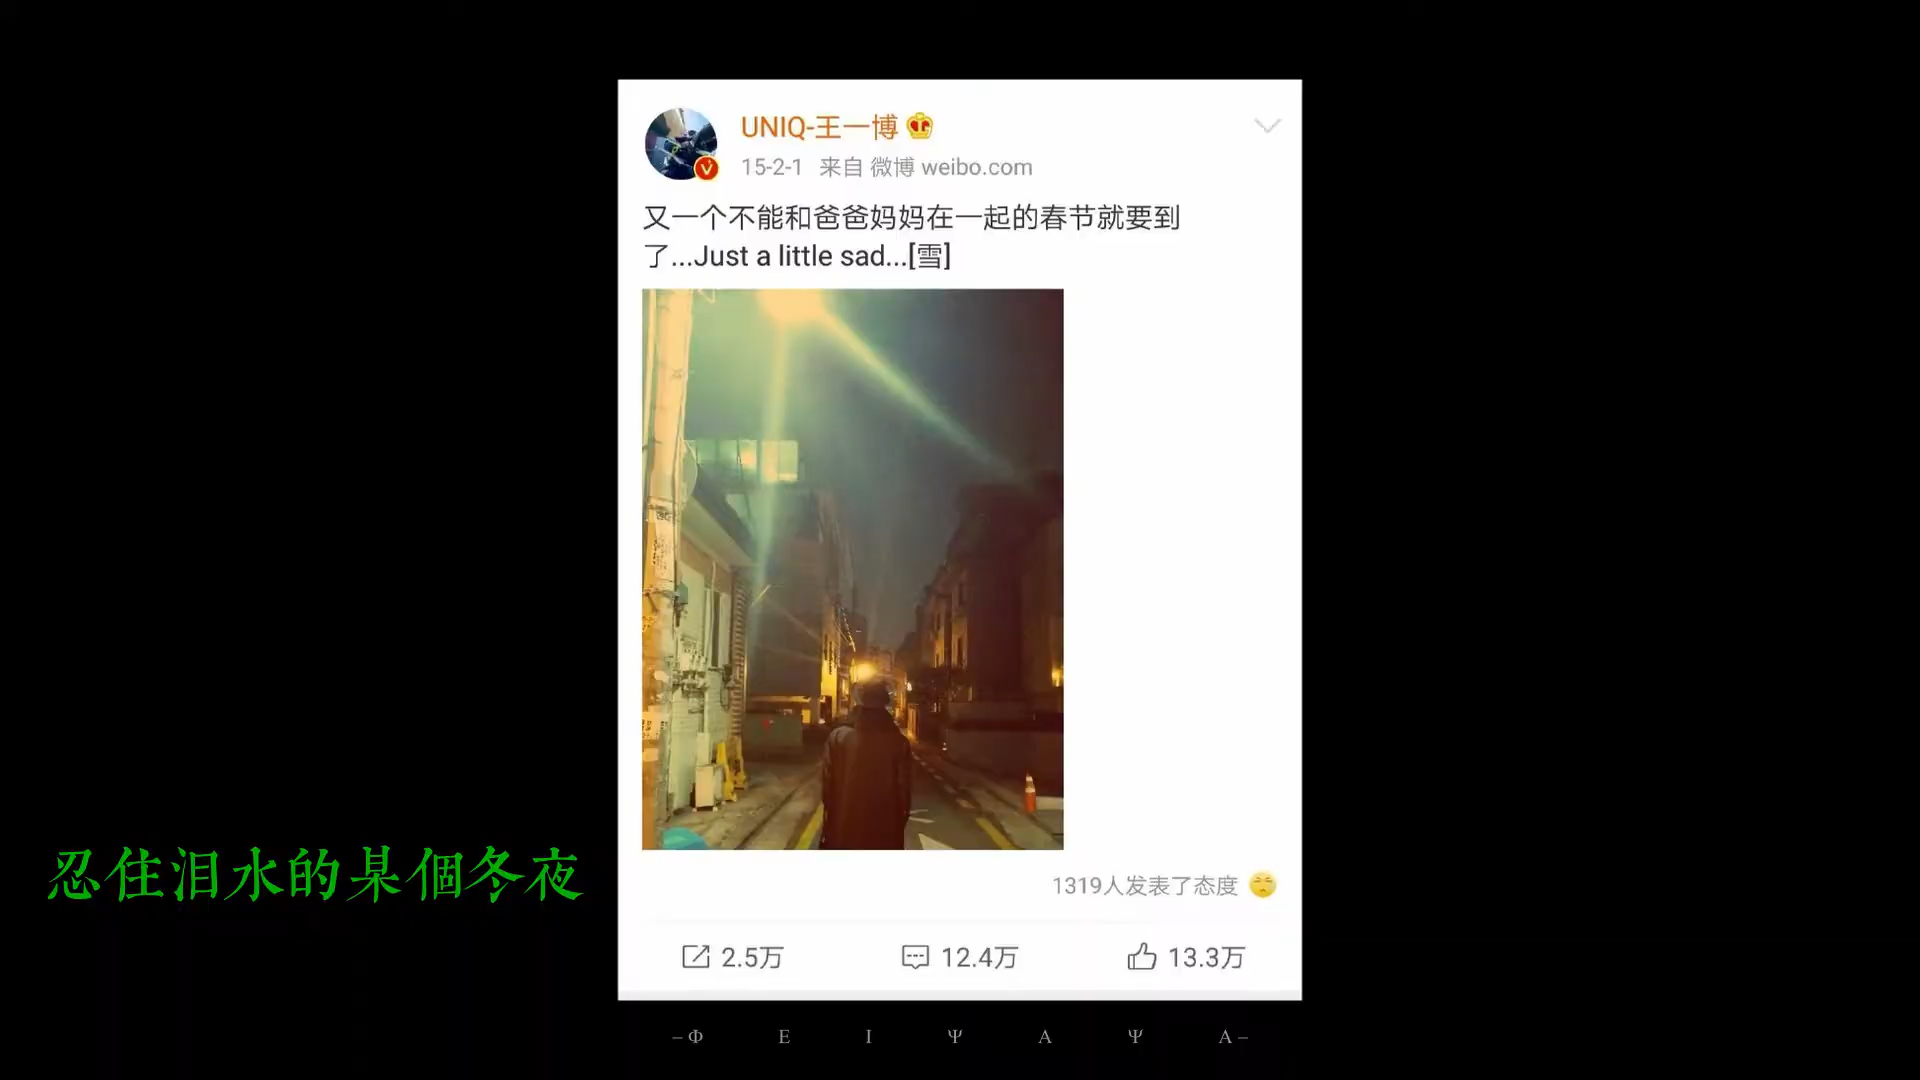 UNIQ-王一博
15-2-1 来自 微博 weibo.com
又一个不能和爸爸妈妈在一起的春节就要到
了...Just a little sad...[雪]
1319人发表了态度
2.5万 12.4万 13.3万
忍住泪水的某個冬夜
–Φ E I Ψ A Ψ A–